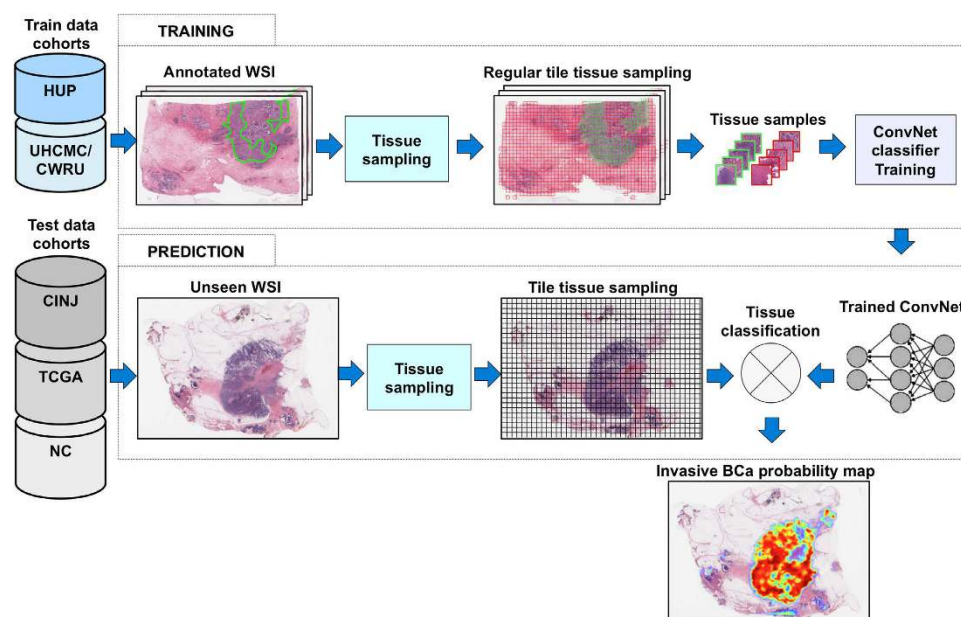 Train data
cohorts
HUP
UHCMC/
CWRU
TRAINING
Annotated WSI
Tissue
sampling
Regular tile tissue sampling
Tissue samples
ConvNet
classifier
Training
Test data
cohorts
CINJ
TCGA
NC
PREDICTION
Unseen WSI
Tissue
sampling
Tile tissue sampling
Tissue
classification
Trained ConvNet
Invasive BCa probability map